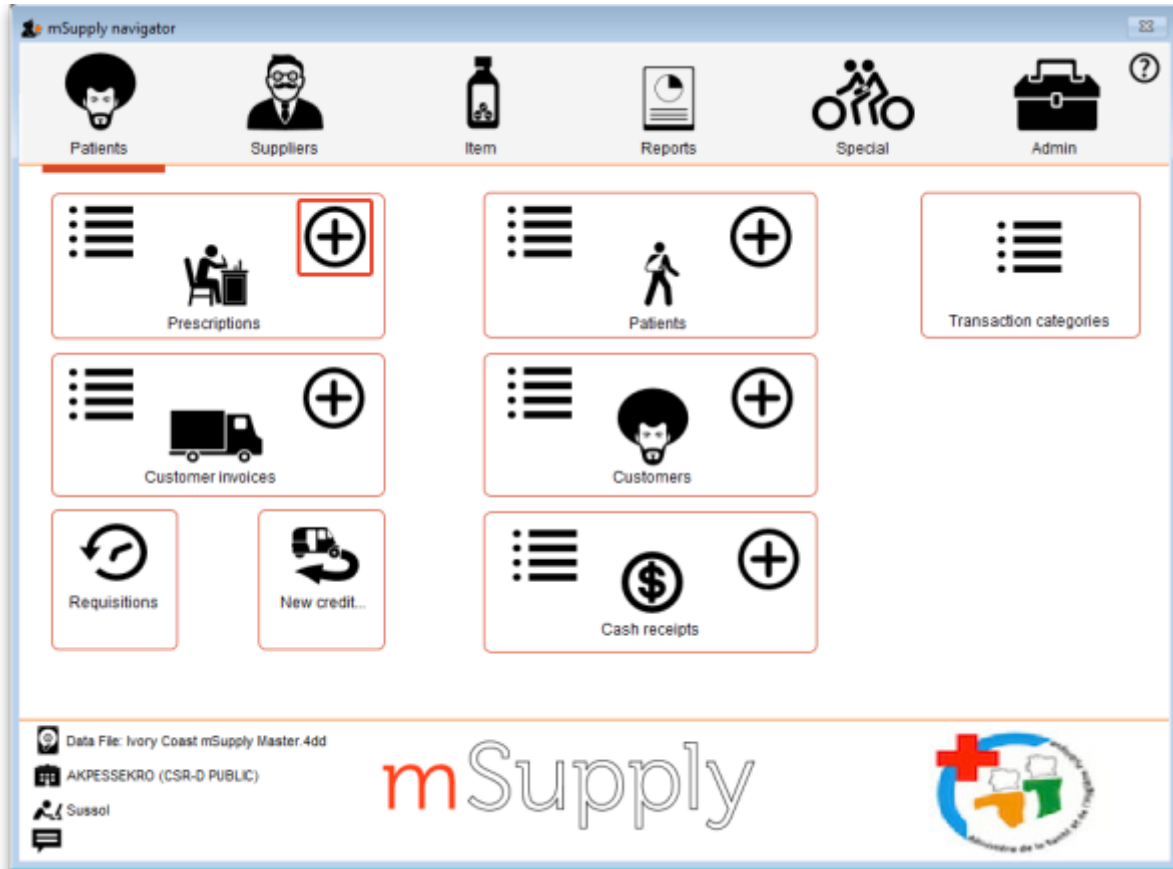 mSupply navigator
Patients
Suppliers
Item
Reports
Special
Admin
?
Prescriptions
Patients
Transaction categories
Customer invoices
Customers
Requisitions
New credit...
$
Cash receipts
Data File: Ivory Coast mSupply Master.4dd
AKPESSEKRO (CSR-D PUBLIC)
Sussol
mSupply